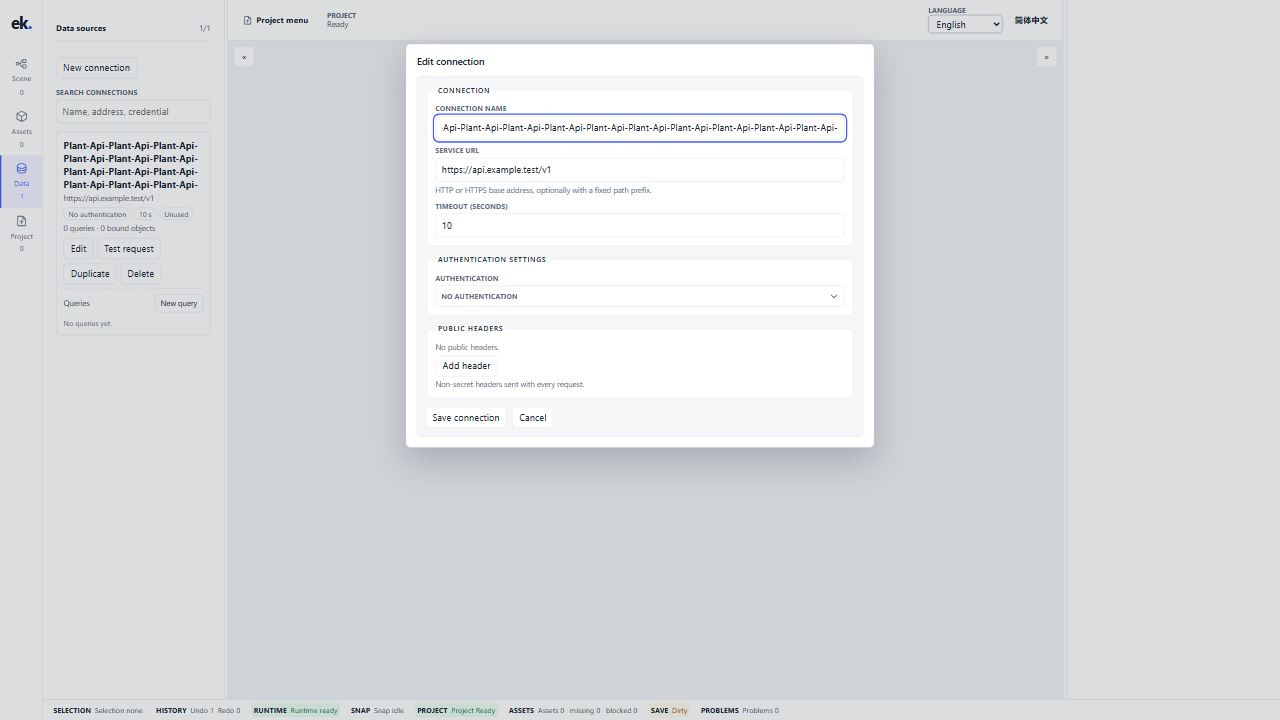 ek.
Scene
0
Assets
0
Data
1
Project
0
Data sources 1/1
New connection
SEARCH CONNECTIONS
Name, address, credential
Plant-Api-Plant-Api-Plant-Api-
Plant-Api-Plant-Api-Plant-Api-
Plant-Api-Plant-Api-Plant-Api-
Plant-Api-Plant-Api-Plant-Api-
https://api.example.test/v1
No authentication 10 s Unused
0 queries · 0 bound objects
Edit Test request
Duplicate Delete
Queries New query
No queries yet.
Project menu
PROJECT
Ready
LANGUAGE
English
简体中文
«
»
Edit connection
CONNECTION
CONNECTION NAME
Api-Plant-Api-Plant-Api-Plant-Api-Plant-Api-Plant-Api-Plant-Api-Plant-Api-Plant-Api-Plant-Api-
SERVICE URL
https://api.example.test/v1
HTTP or HTTPS base address, optionally with a fixed path prefix.
TIMEOUT (SECONDS)
10
AUTHENTICATION SETTINGS
AUTHENTICATION
NO AUTHENTICATION
PUBLIC HEADERS
No public headers.
Add header
Non-secret headers sent with every request.
Save connection Cancel
SELECTION Selection none HISTORY Undo 1 Redo 0 RUNTIME Runtime ready SNAP Snap idle PROJECT Project Ready ASSETS Assets 0 · missing 0 · blocked 0 SAVE Dirty PROBLEMS Problems 0